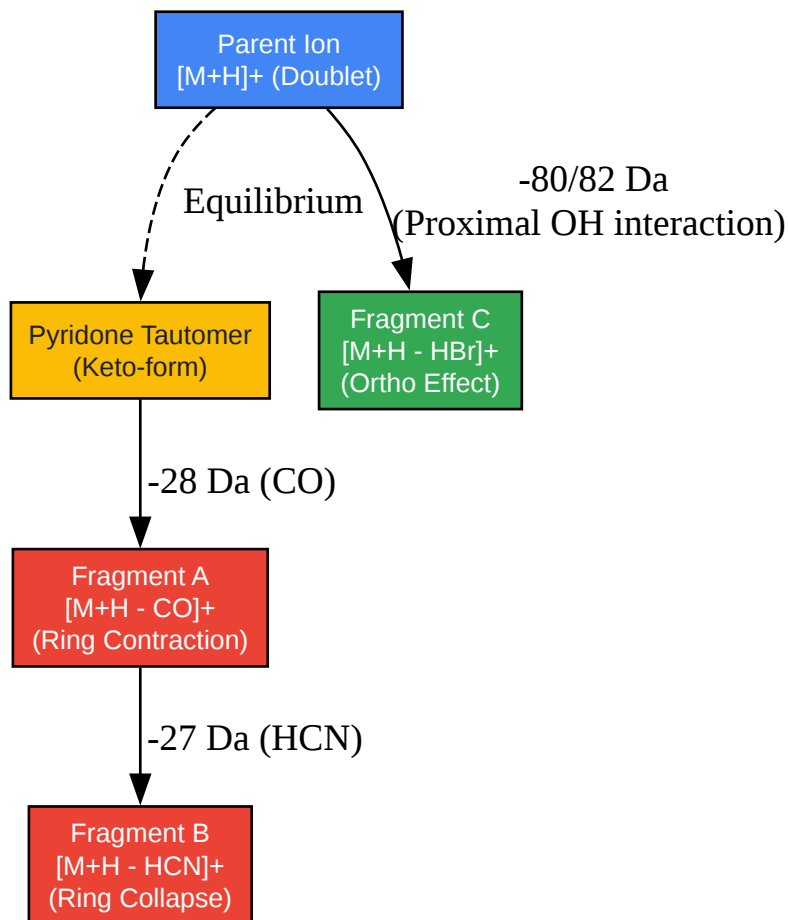 Parent Ion
[M+H]+ (Doublet)
-80/82 Da
(Proximal OH interaction)
Equilibrium
Pyridone Tautomer
(Keto-form)
Fragment C
[M+H - HBr]+
(Ortho Effect)
-28 Da (CO)
Fragment A
[M+H - CO]+
(Ring Contraction)
-27 Da (HCN)
Fragment B
[M+H - HCN]+
(Ring Collapse)